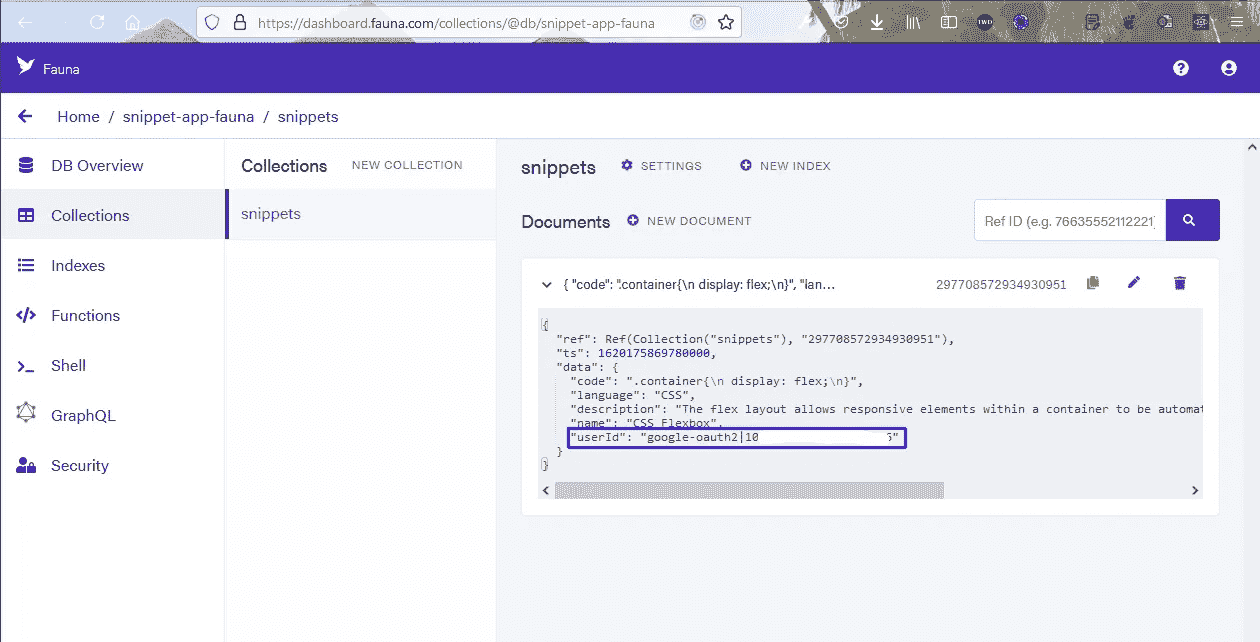 https://dashboard.fauna.com/collections/@db/snippet-app-fauna
TWD
Fauna
Home / snippet-app-fauna / snippets
DB Overview
Collections
Indexes
Functions
Shell
GraphQL
Security
Collections NEW COLLECTION
snippets
snippets SETTINGS NEW INDEX
Documents NEW DOCUMENT
Ref ID (e.g. 76635552112221)
{ "code": ".container{\n display: flex;\n}", "lan... 297708572934930951
{
"ref": Ref(Collection("snippets"), "297708572934930951"),
"ts": 1620175869780000,
"data": {
"code": ".container{\n display: flex;\n}",
"language": "CSS",
"description": "The flex layout allows responsive elements within a container to be automat
"name": "CSS Flexbox",
"userId": "google-oauth2|10 5"
}
}